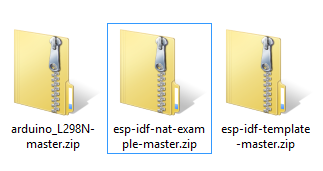 arduino_L298N-
master.zip
esp-idf-nat-exam
ple-master.zip
esp-idf-template
-master.zip